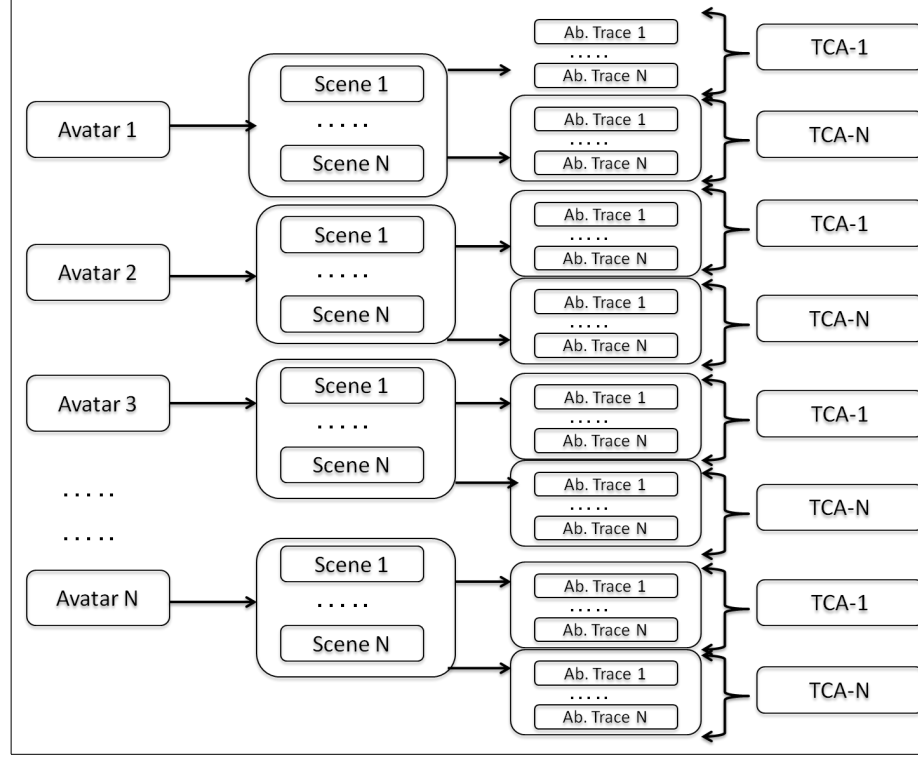 Avatar 1
Scene 1
.....
Scene N
Ab. Trace 1
.....
Ab. Trace N
TCA-1
Ab. Trace 1
.....
Ab. Trace N
TCA-N
Avatar 2
Scene 1
.....
Scene N
Ab. Trace 1
.....
Ab. Trace N
TCA-1
Ab. Trace 1
.....
Ab. Trace N
TCA-N
Avatar 3
Scene 1
.....
Scene N
Ab. Trace 1
.....
Ab. Trace N
TCA-1
Ab. Trace 1
.....
Ab. Trace N
TCA-N
.....
.....
Avatar N
Scene 1
.....
Scene N
Ab. Trace 1
.....
Ab. Trace N
TCA-1
Ab. Trace 1
.....
Ab. Trace N
TCA-N